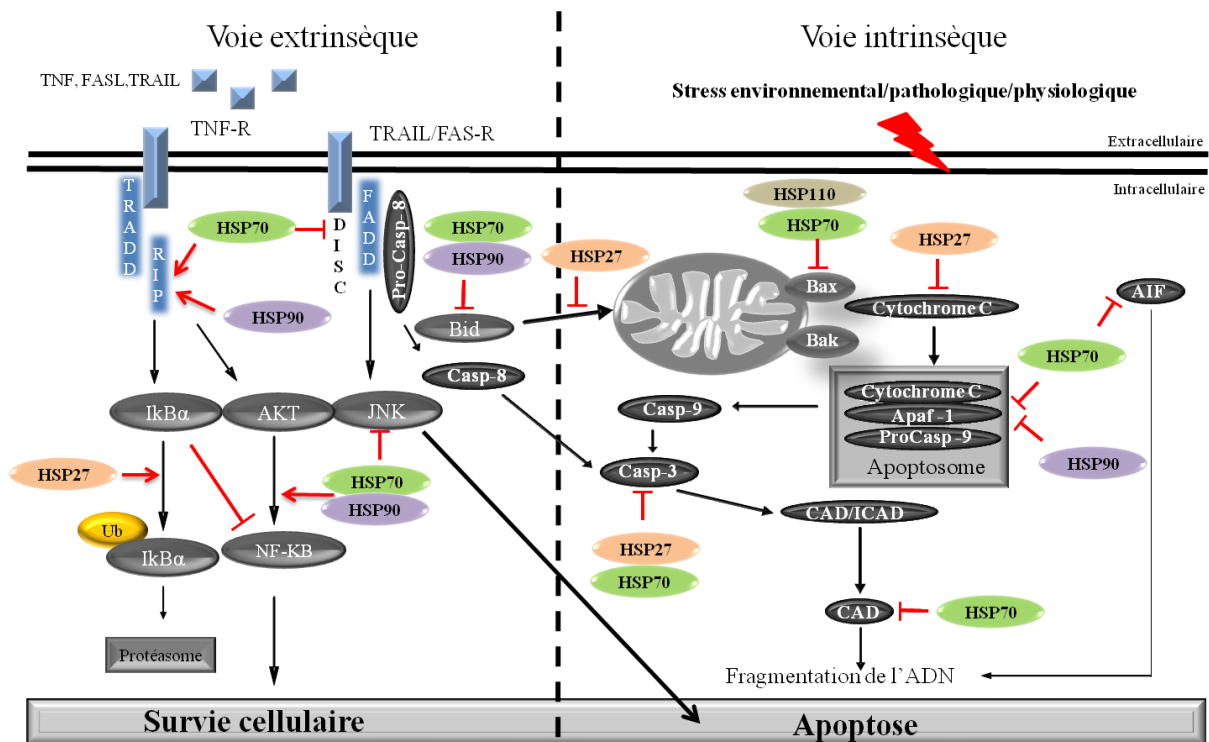 Voie extrinsèque
Voie intrinsèque
TNF, FASL,TRAIL
Stress environnemental/pathologique/physiologique
TNF-R
TRAIL/FAS-R
Extracellulaire
Intracellulaire
TRADD
RIP
HSP70
DISC
FADD
Pro-Casp-8
HSP70
HSP90
HSP27
HSP110
HSP70
HSP27
Bax
Cytochrome C
AIF
HSP90
Bid
Bak
HSP70
Casp-8
Cytochrome C
IkBα
AKT
JNK
Casp-9
Apaf -1
ProCasp -9
Apoptosome
HSP90
HSP27
Casp-3
HSP70
HSP90
CAD/ICAD
Ub
IkBα
NF-KB
HSP27
HSP70
CAD
HSP70
Protéasome
Fragmentation de l’ADN
Survie cellulaire
Apoptose